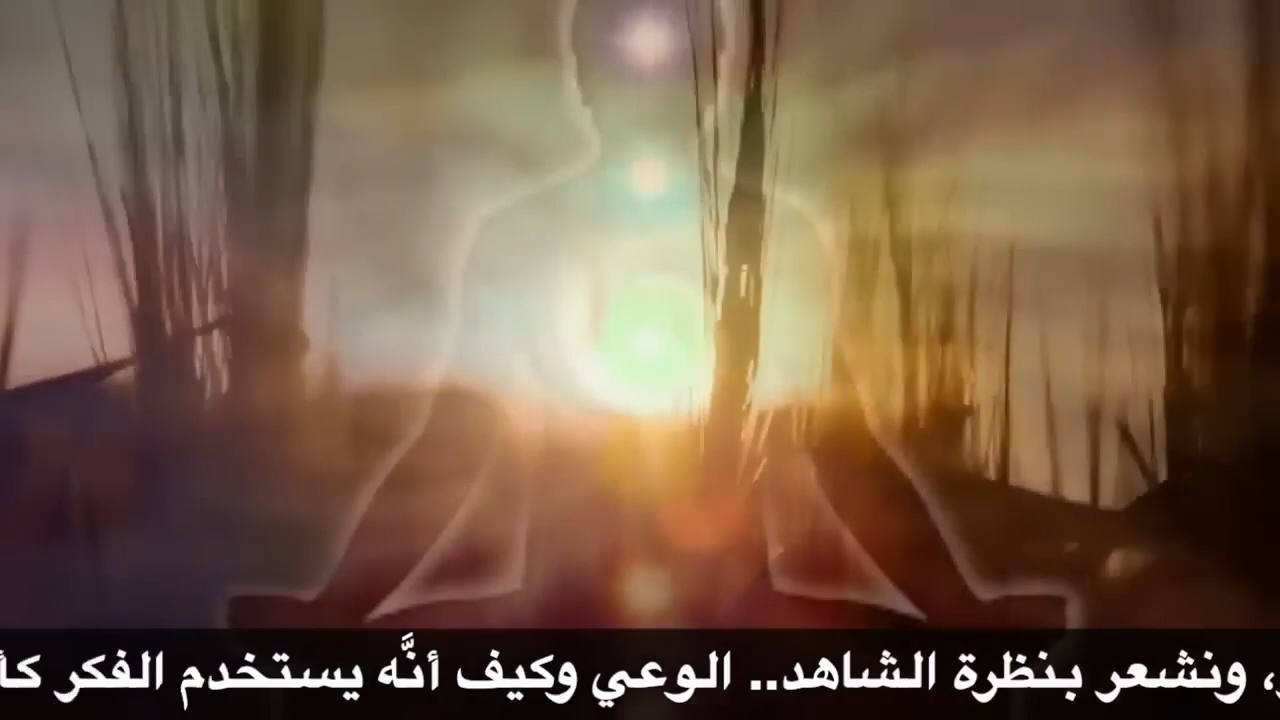 ، ونشعر بنظرة الشاهد.. الوعي وكيف أنَّه يستخدم الفكر